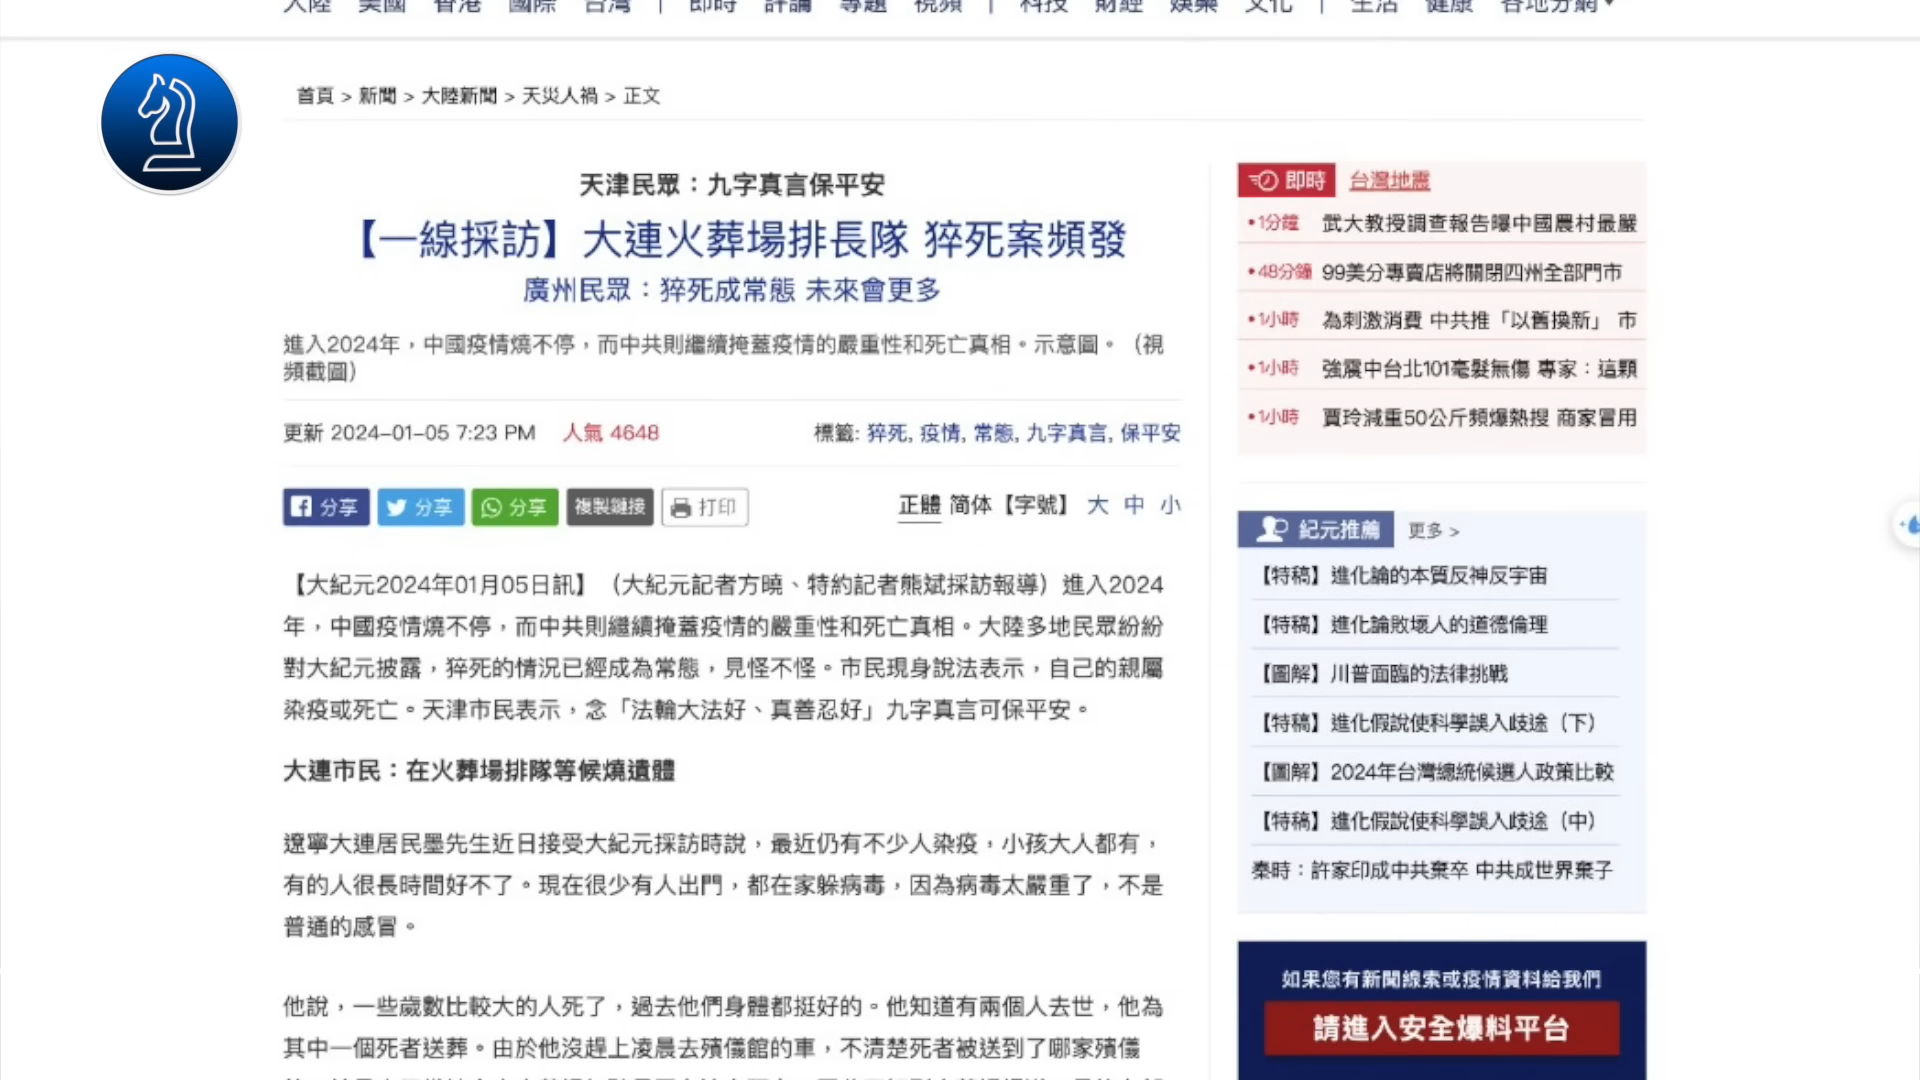 大陸 美國 香港 國際 台灣 | 即時 評論 專題 視頻 | 科技 財經 娛樂 文化 | 生活 健康 各地分網
首頁 > 新聞 > 大陸新聞 > 天災人禍 > 正文
天津民眾：九字真言保平安
【一線採訪】大連火葬場排長隊 猝死案頻發
廣州民眾：猝死成常態 未來會更多
進入2024年，中國疫情燒不停，而中共則繼續掩蓋疫情的嚴重性和死亡真相。示意圖。（視
頻截圖）
更新 2024-01-05 7:23 PM 人氣 4648 標籤: 猝死, 疫情, 常態, 九字真言, 保平安
分享 分享 分享 複製鏈接 打印 正體 简体【字號】 大 中 小
【大紀元2024年01月05日訊】（大紀元記者方曉、特約記者熊斌採訪報導）進入2024
年，中國疫情燒不停，而中共則繼續掩蓋疫情的嚴重性和死亡真相。大陸多地民眾紛紛
對大紀元披露，猝死的情況已經成為常態，見怪不怪。市民現身說法表示，自己的親屬
染疫或死亡。天津市民表示，念「法輪大法好、真善忍好」九字真言可保平安。
大連市民：在火葬場排隊等候燒遺體
遼寧大連居民墨先生近日接受大紀元採訪時說，最近仍有不少人染疫，小孩大人都有，
有的人很長時間好不了。現在很少有人出門，都在家躲病毒，因為病毒太嚴重了，不是
普通的感冒。
他說，一些歲數比較大的人死了，過去他們身體都挺好的。他知道有兩個人去世，他為
其中一個死者送葬。由於他沒趕上凌晨去殯儀館的車，不清楚死者被送到了哪家殯儀
即時 台灣地震
•1分鐘 武大教授調查報告曝中國農村最嚴
•48分鐘 99美分專賣店將關閉四州全部門市
•1小時 為刺激消費 中共推「以舊換新」 市
•1小時 強震中台北101毫髮無傷 專家：這顆
•1小時 賈玲減重50公斤頻爆熱搜 商家冒用
紀元推薦 更多 >
【特稿】進化論的本質反神反宇宙
【特稿】進化論敗壞人的道德倫理
【圖解】川普面臨的法律挑戰
【特稿】進化假說使科學誤入歧途（下）
【圖解】2024年台灣總統候選人政策比較
【特稿】進化假說使科學誤入歧途（中）
秦時：許家印成中共棄卒 中共成世界棄子
如果您有新聞線索或疫情資料給我們
請進入安全爆料平台